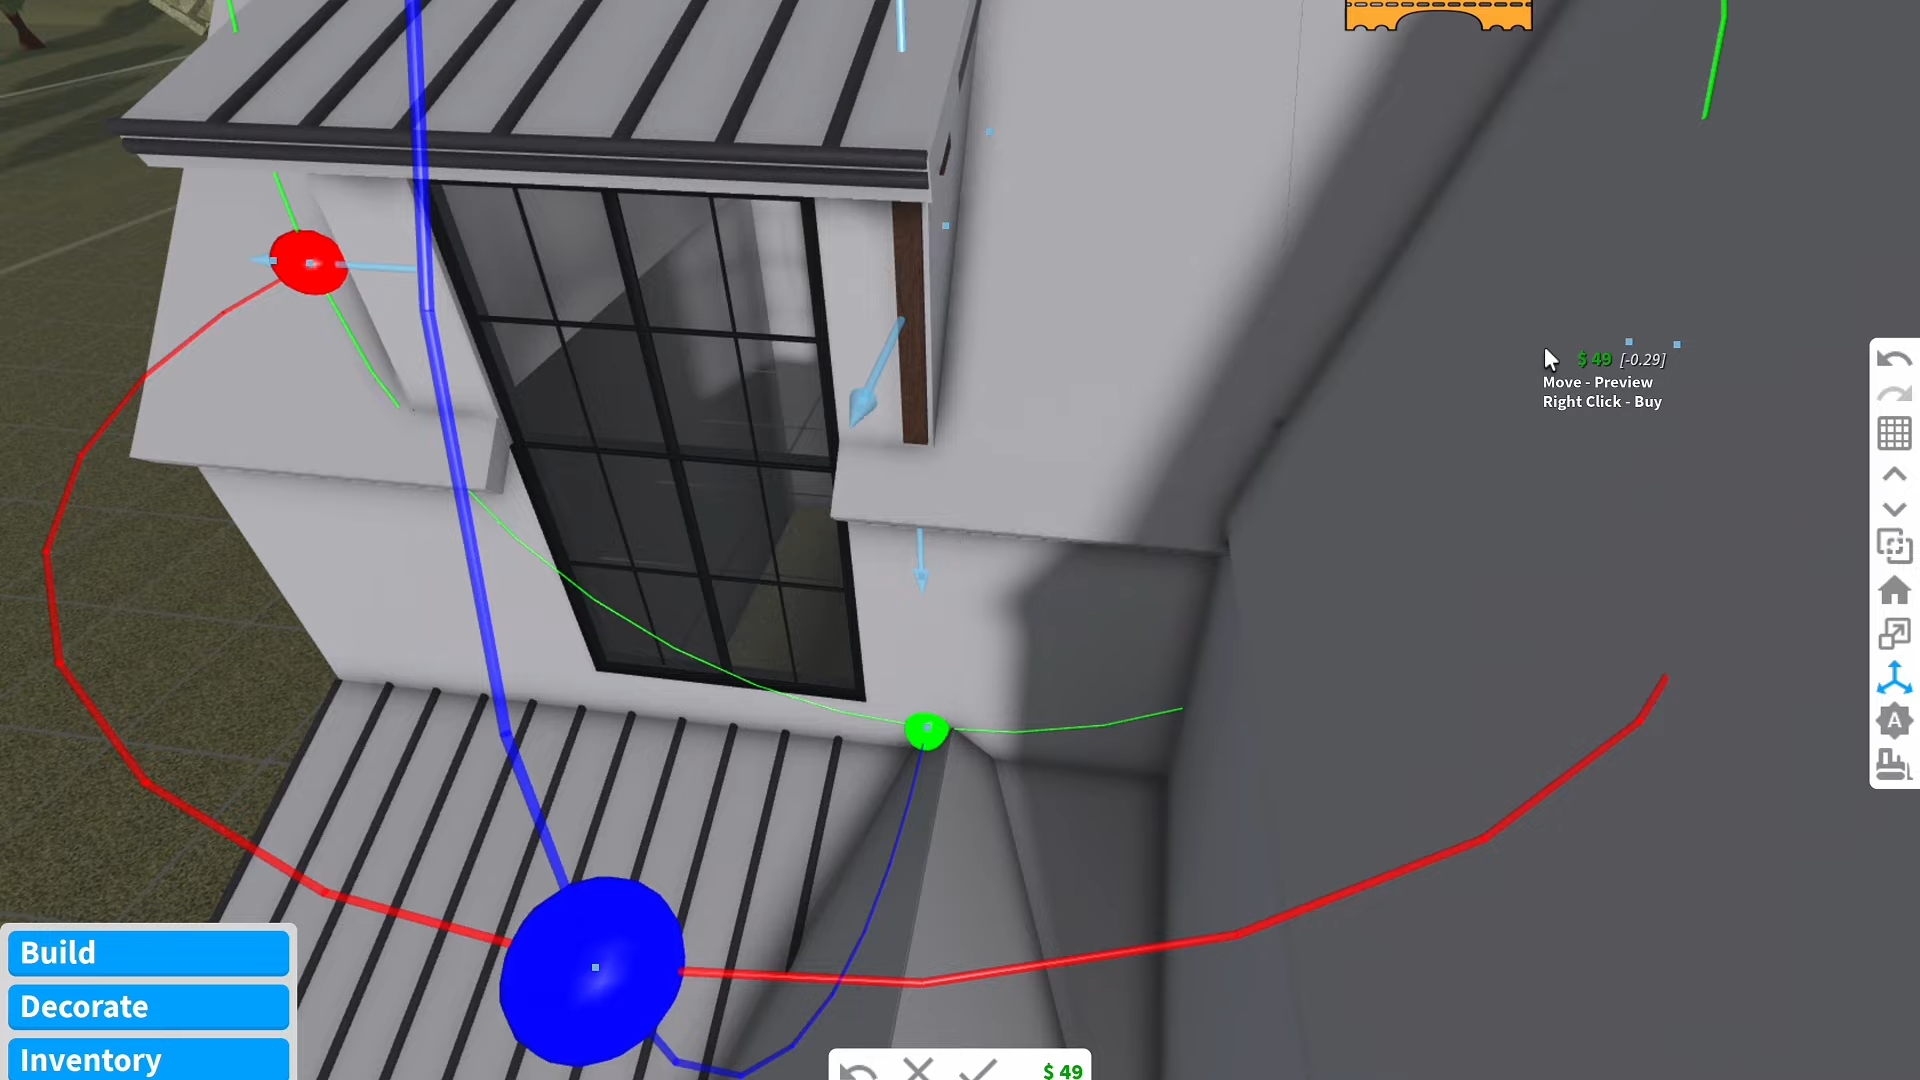 $ 49 [-0.29]
Move - Preview
Right Click - Buy
A
Build
Decorate
Inventory
$ 49